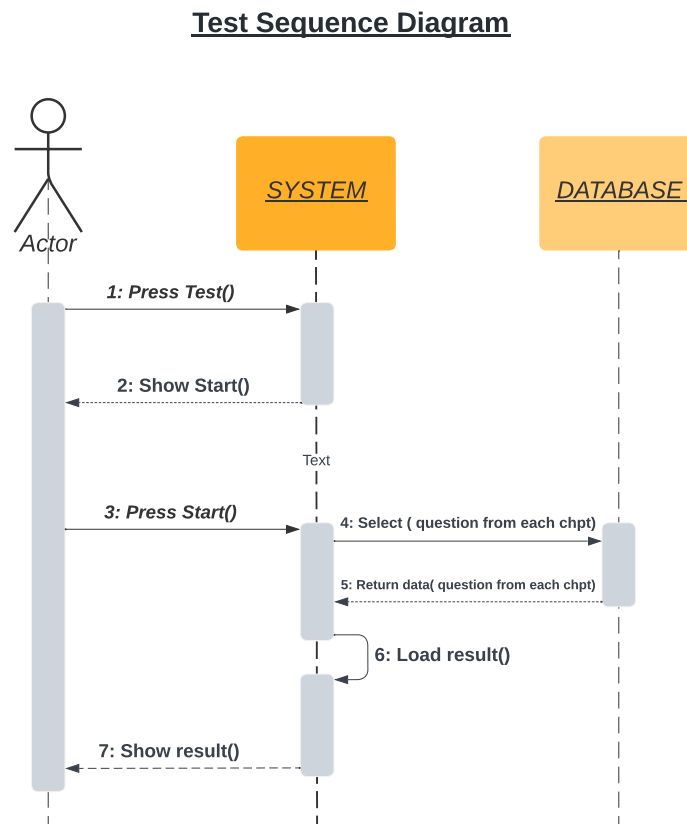 Test Sequence Diagram
SYSTEM
DATABASE
Actor
1: Press Test()
2: Show Start()
Text
3: Press Start()
4: Select ( question from each chpt)
5: Return data( question from each chpt)
6: Load result()
7: Show result()